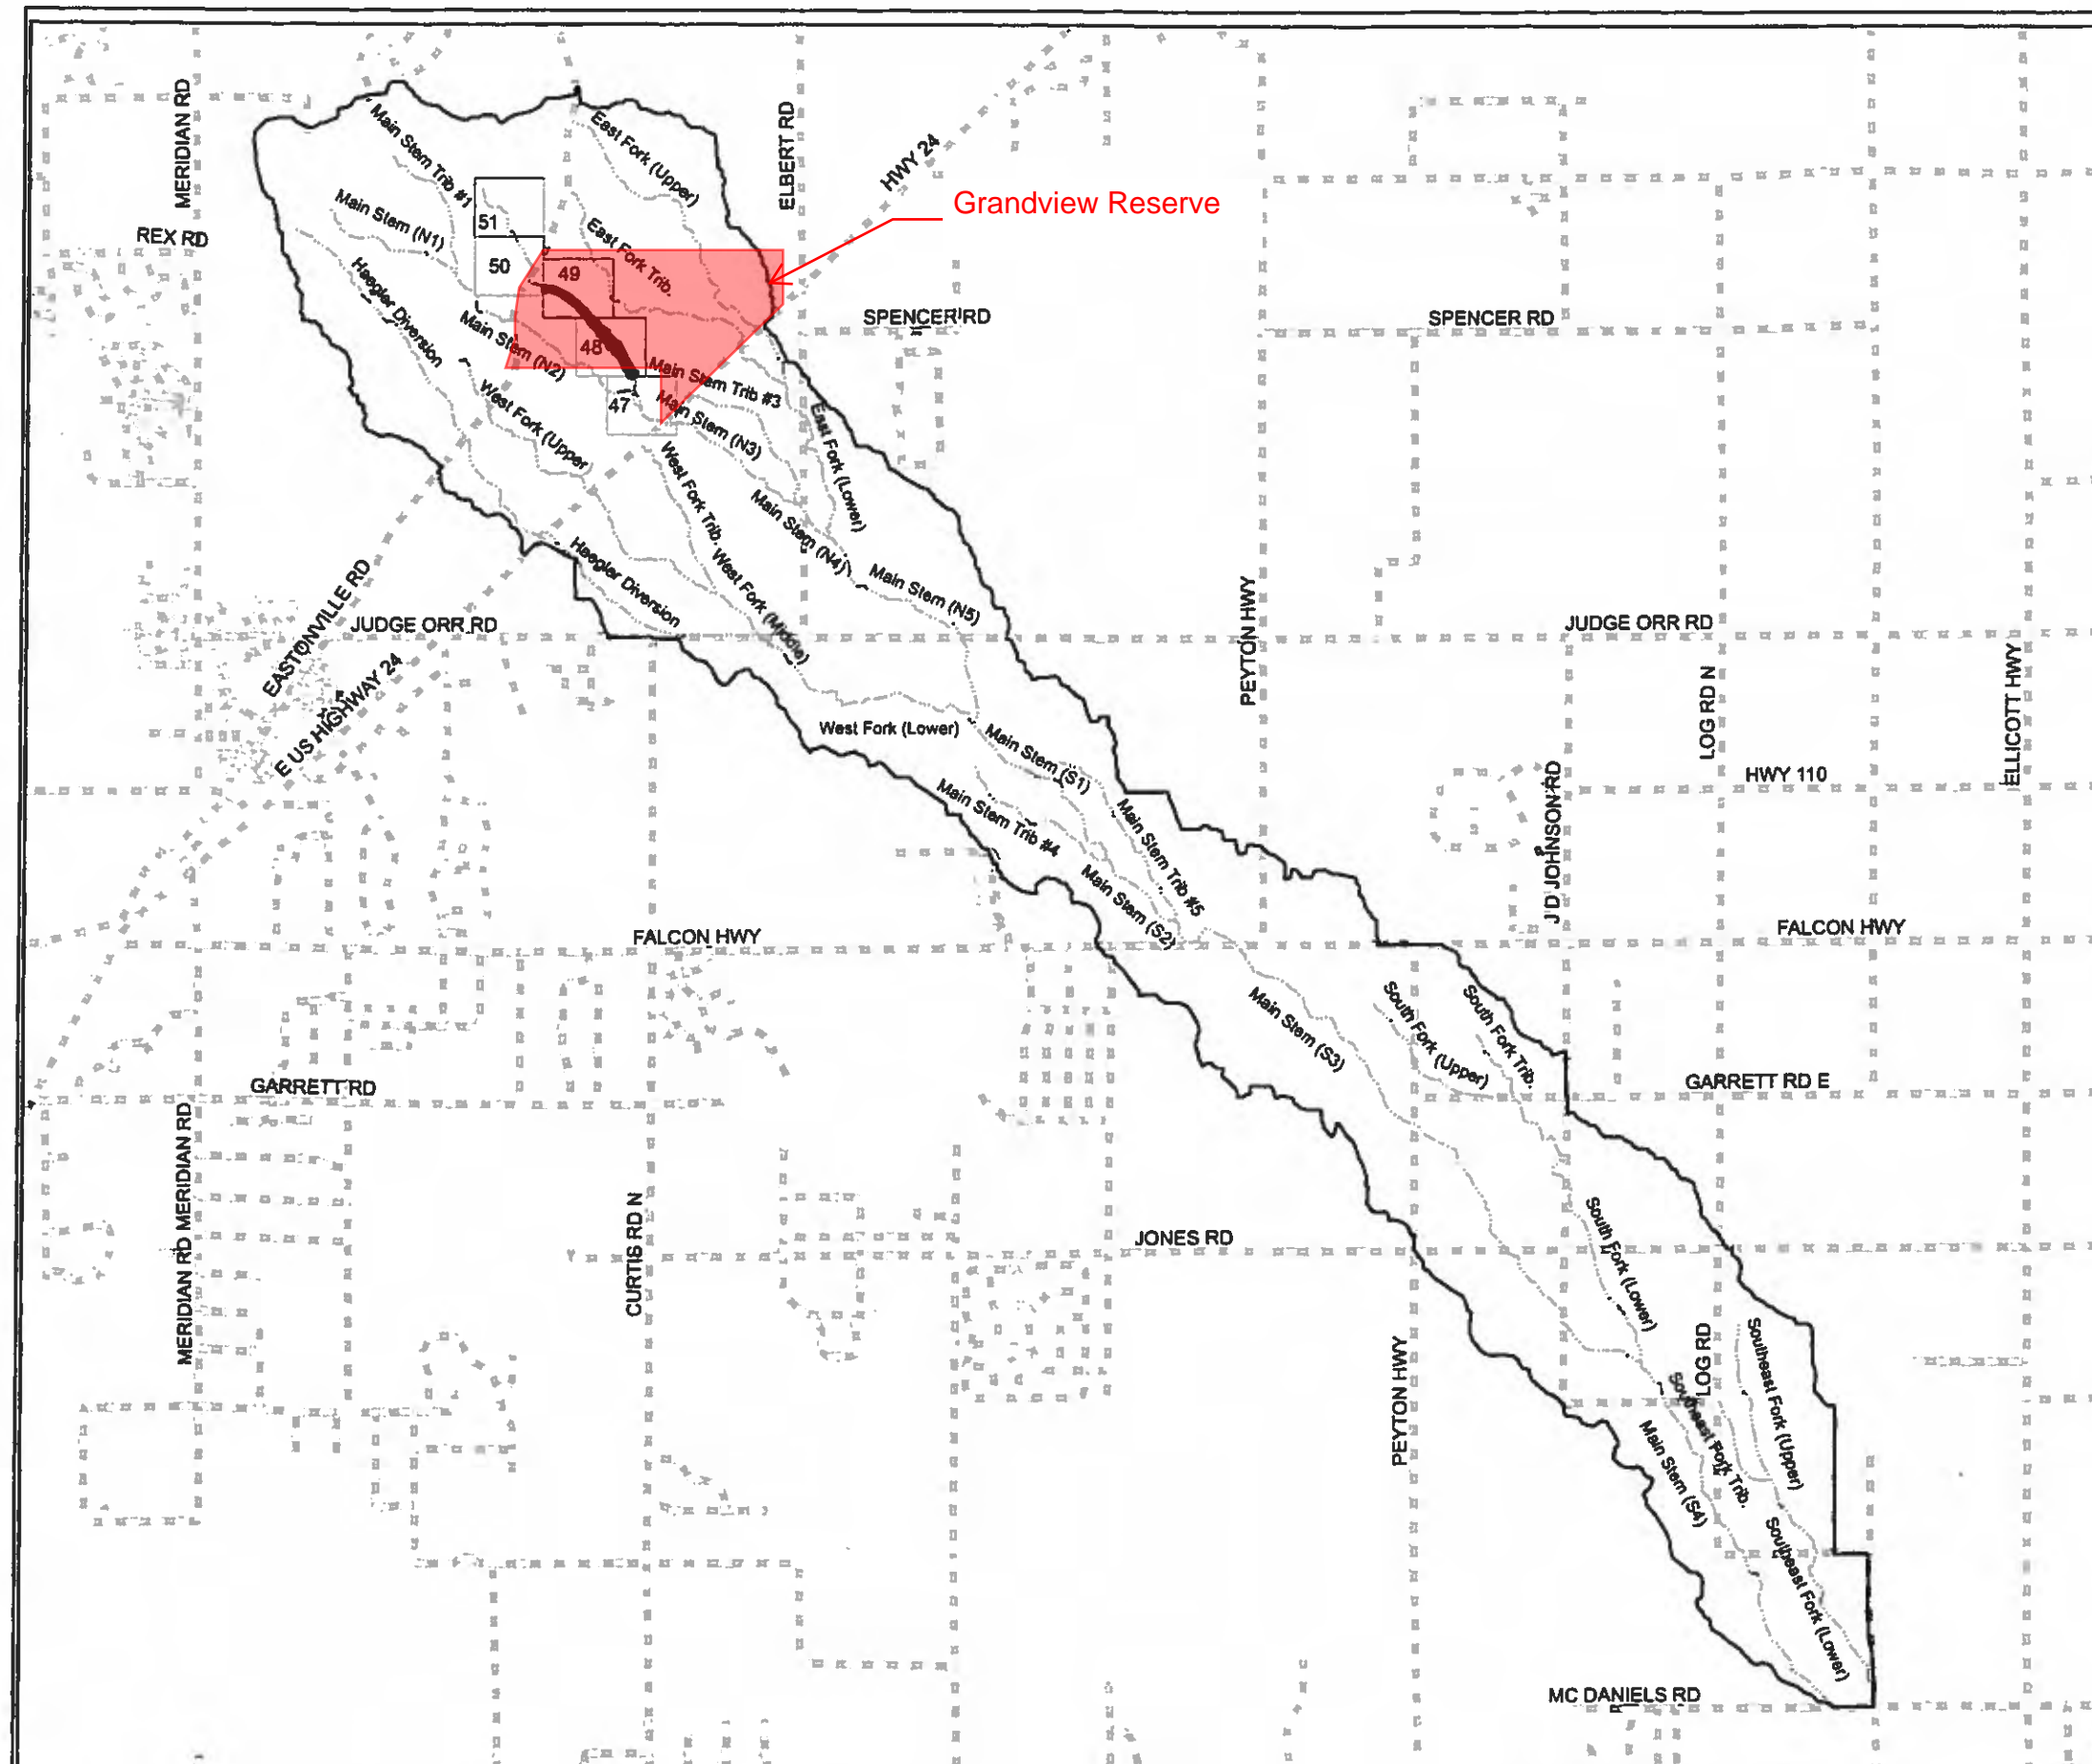 MERIDIAN RD
Main Stem Trib #1
East Fork (Upper)
ELBERT RD
HWY 24
Grandview Reserve
REX RD
Main Stem (N1)
51
50
49
East Fork Trib.
Haegler Diversion
Main Stem (N2)
48
SPENCER RD
SPENCER RD
Main Stem Trib #3
47
Main Stem (N3)
West Fork (Upper
East Fork (Lower)
West Fork Trib.
Main Stem (N4)
Haegler Diversion
West Fork (Middle)
Main Stem (N5)
EASTONVILLE RD
JUDGE ORR RD
JUDGE ORR RD
PEYTON HWY
E US HIGHWAY 24
LOG RD N
ELLICOTT HWY
West Fork (Lower)
Main Stem (S1)
HWY 110
Main Stem Trib #4
Main Stem Trib #5
J D JOHNSON RD
Main Stem (S2)
FALCON HWY
FALCON HWY
Main Stem (S3)
South Fork (Upper)
South Fork Trib.
GARRETT RD
GARRETT RD E
MERIDIAN RD MERIDIAN RD
CURTIS RD N
JONES RD
South Fork (Lower)
PEYTON HWY
LOG RD
Southeast Fork (Upper)
Southeast Fork Trib.
Main Stem (S4)
Southeast Fork (Lower)
MC DANIELS RD